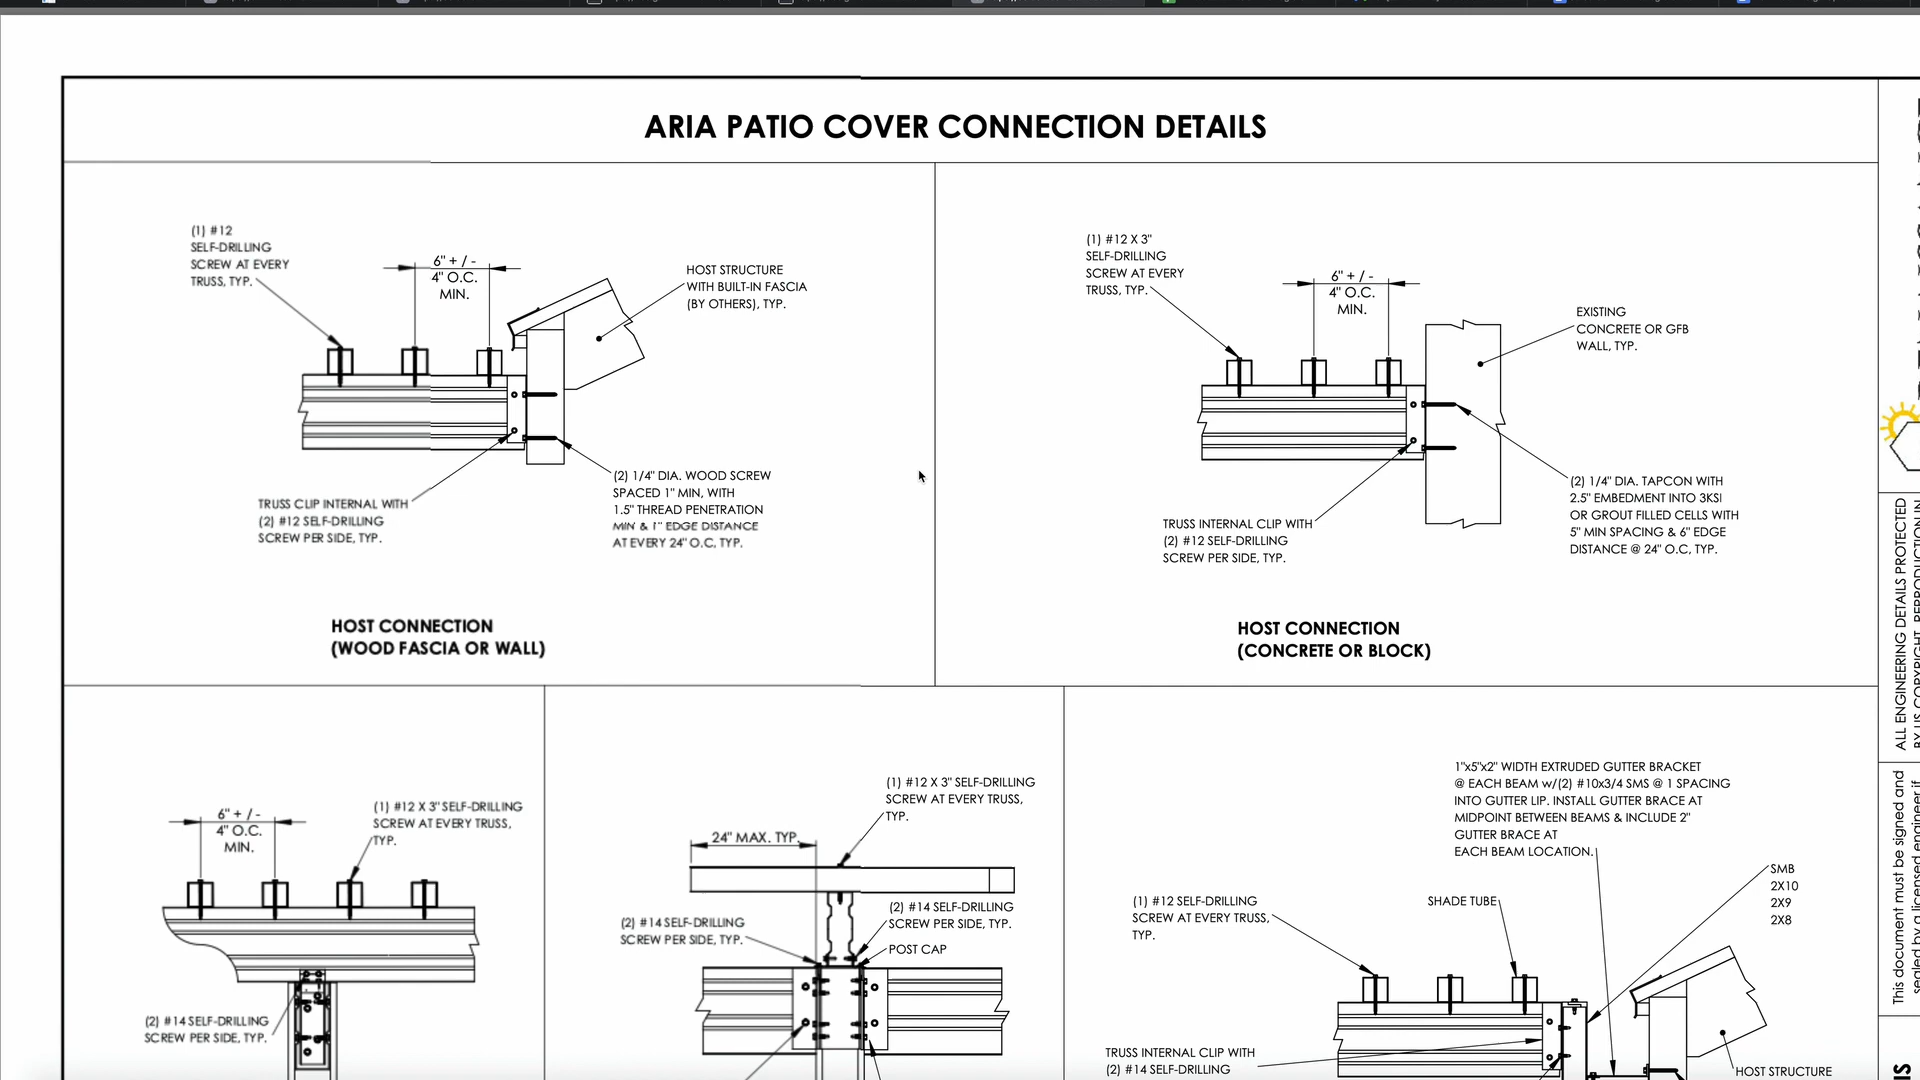 ARIA PATIO COVER CONNECTION DETAILS
(1) #12
SELF-DRILLING
SCREW AT EVERY
TRUSS, TYP.
6" + / -
4" O.C.
MIN.
HOST STRUCTURE
WITH BUILT-IN FASCIA
(BY OTHERS), TYP.
TRUSS CLIP INTERNAL WITH
(2) #12 SELF-DRILLING
SCREW PER SIDE, TYP.
(2) 1/4" DIA. WOOD SCREW
SPACED 1" MIN, WITH
1.5" THREAD PENETRATION
MIN & 1" EDGE DISTANCE
AT EVERY 24" O.C, TYP.
HOST CONNECTION
(WOOD FASCIA OR WALL)
(1) #12 X 3"
SELF-DRILLING
SCREW AT EVERY
TRUSS, TYP.
6" + / -
4" O.C.
MIN.
EXISTING
CONCRETE OR GFB
WALL, TYP.
TRUSS INTERNAL CLIP WITH
(2) #12 SELF-DRILLING
SCREW PER SIDE, TYP.
(2) 1/4" DIA. TAPCON WITH
2.5" EMBEDMENT INTO 3KSI
OR GROUT FILLED CELLS WITH
5" MIN SPACING & 6" EDGE
DISTANCE @ 24" O.C, TYP.
HOST CONNECTION
(CONCRETE OR BLOCK)
6" + / -
4" O.C.
MIN.
(1) #12 X 3" SELF-DRILLING
SCREW AT EVERY TRUSS,
TYP.
(2) #14 SELF-DRILLING
SCREW PER SIDE, TYP.
(1) #12 X 3" SELF-DRILLING
SCREW AT EVERY TRUSS,
TYP.
24" MAX. TYP.
(2) #14 SELF-DRILLING
SCREW PER SIDE, TYP.
(2) #14 SELF-DRILLING
SCREW PER SIDE, TYP.
POST CAP
1"x5"x2" WIDTH EXTRUDED GUTTER BRACKET
@ EACH BEAM w/(2) #10x3/4 SMS @ 1 SPACING
INTO GUTTER LIP. INSTALL GUTTER BRACE AT
MIDPOINT BETWEEN BEAMS & INCLUDE 2"
GUTTER BRACE AT
EACH BEAM LOCATION.
(1) #12 SELF-DRILLING
SCREW AT EVERY TRUSS,
TYP.
SHADE TUBE
SMB
2X10
2X9
2X8
TRUSS INTERNAL CLIP WITH
(2) #14 SELF-DRILLING
HOST STRUCTURE
ALL ENGINEERING DETAILS PROTECTED
BY US COPYRIGHT. REPRODUCTION IN
This document must be signed and
sealed by a licensed engineer if